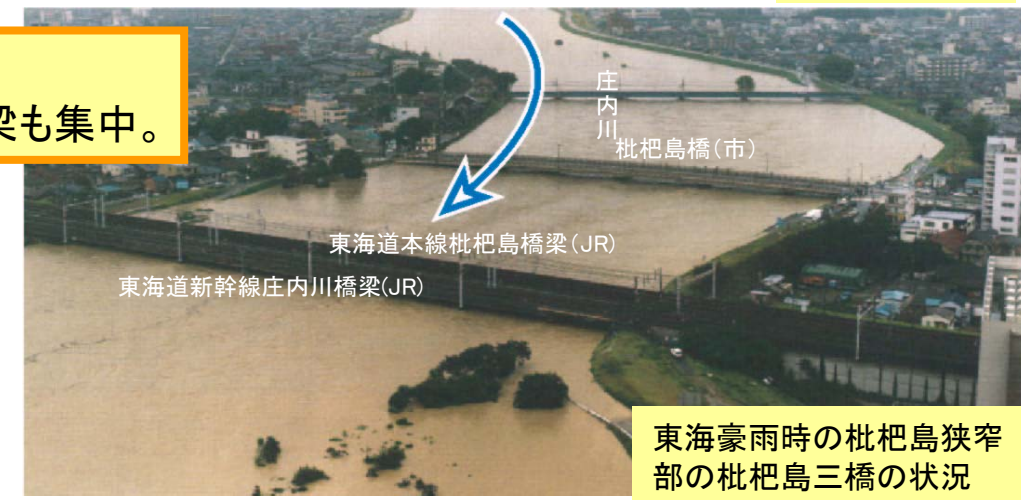 梁も集中。
庄内川
枇杷島橋(市)
東海道本線枇杷島橋梁(JR)
東海道新幹線庄内川橋梁(JR)
東海豪雨時の枇杷島狭窄
部の枇杷島三橋の状況